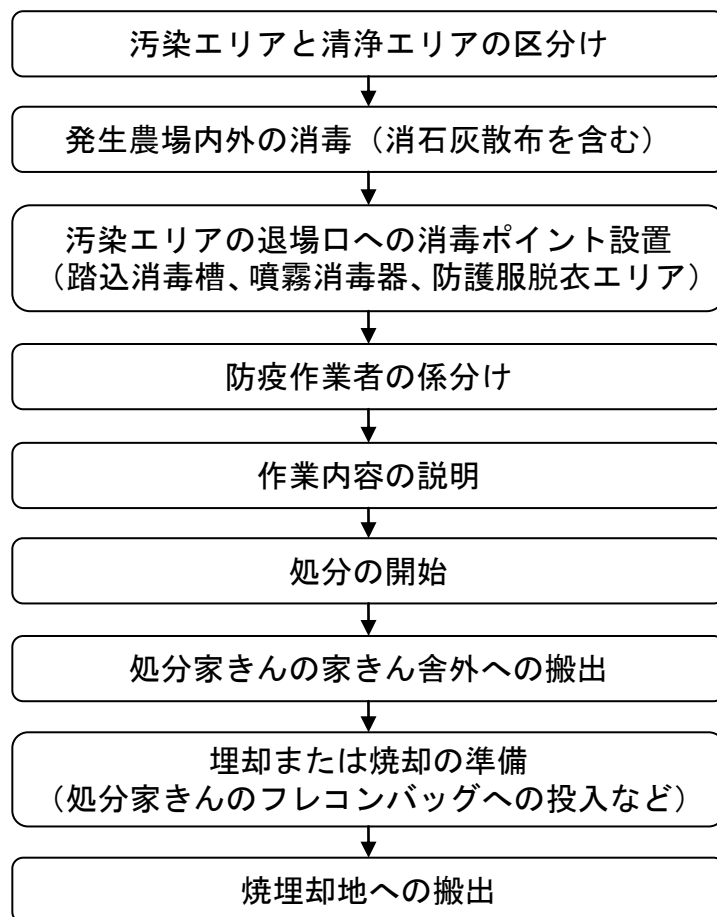 汚染エリアと清浄エリアの区分け
発生農場内外の消毒（消石灰散布を含む）
汚染エリアの退場口への消毒ポイント設置
（踏込消毒槽、噴霧消毒器、防護服脱衣エリア）
防疫作業者の係分け
作業内容の説明
処分の開始
処分家きんの家きん舎外への搬出
埋却または焼却の準備
（処分家きんのフレコンバッグへの投入など）
焼埋却地への搬出